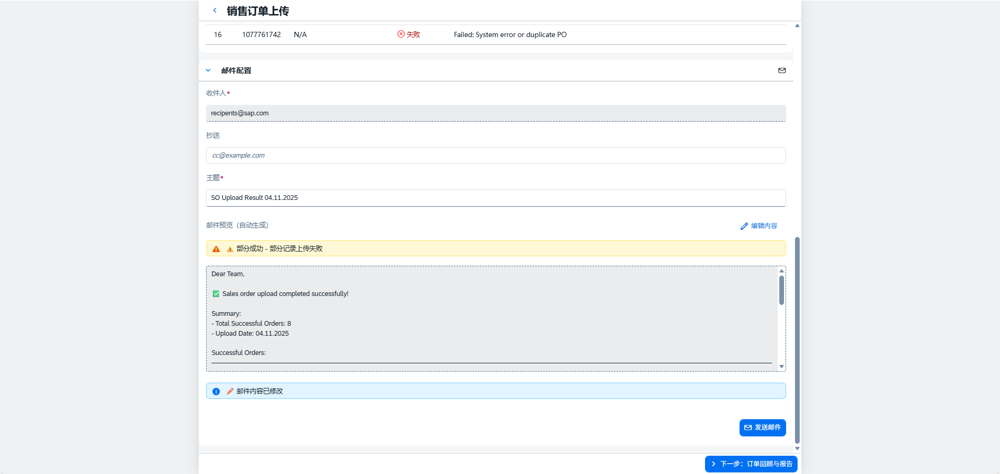 销售订单上传
16 1077761742 N/A 失败 Failed: System error or duplicate PO
邮件配置
收件人*
recipents@sap.com
抄送
cc@example.com
主题*
SO Upload Result 04.11.2025
邮件预览（自动生成） 编辑内容
部分成功 - 部分记录上传失败
Dear Team,
✅ Sales order upload completed successfully!
Summary:
- Total Successful Orders: 8
- Upload Date: 04.11.2025
Successful Orders:
邮件内容已修改
发送邮件
下一步：订单回顾与报告